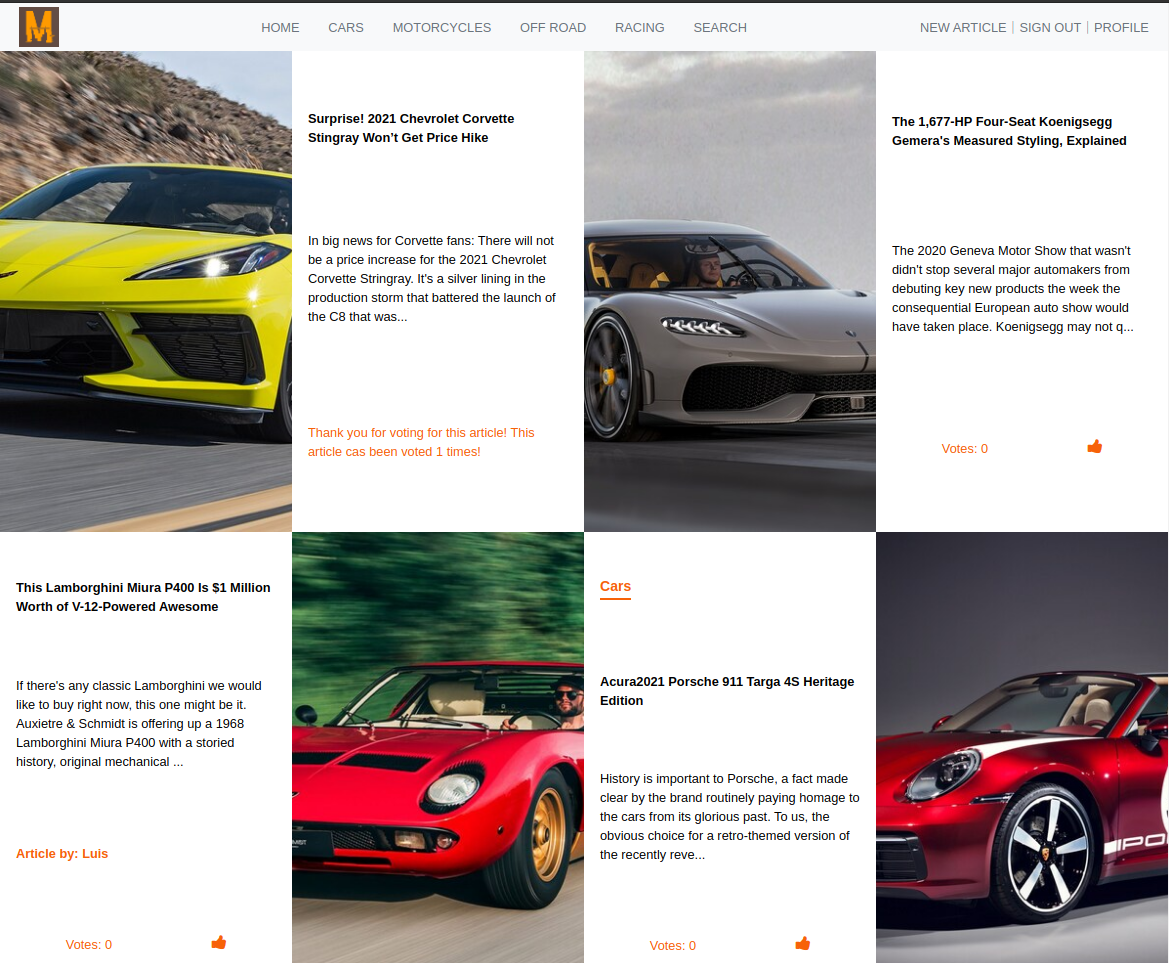 M
HOME CARS MOTORCYCLES OFF ROAD RACING SEARCH
NEW ARTICLE | SIGN OUT | PROFILE
Surprise! 2021 Chevrolet Corvette
Stingray Won't Get Price Hike
In big news for Corvette fans: There will not
be a price increase for the 2021 Chevrolet
Corvette Stringray. It's a silver lining in the
production storm that battered the launch of
the C8 that was...
Thank you for voting for this article! This
article cas been voted 1 times!
The 1,677-HP Four-Seat Koenigsegg
Gemera's Measured Styling, Explained
The 2020 Geneva Motor Show that wasn't
didn't stop several major automakers from
debuting key new products the week the
consequential European auto show would
have taken place. Koenigsegg may not q...
Votes: 0
This Lamborghini Miura P400 Is $1 Million
Worth of V-12-Powered Awesome
If there's any classic Lamborghini we would
like to buy right now, this one might be it.
Auxietre & Schmidt is offering up a 1968
Lamborghini Miura P400 with a storied
history, original mechanical ...
Article by: Luis
Votes: 0
Cars
Acura2021 Porsche 911 Targa 4S Heritage
Edition
History is important to Porsche, a fact made
clear by the brand routinely paying homage to
the cars from its glorious past. To us, the
obvious choice for a retro-themed version of
the recently reve...
Votes: 0